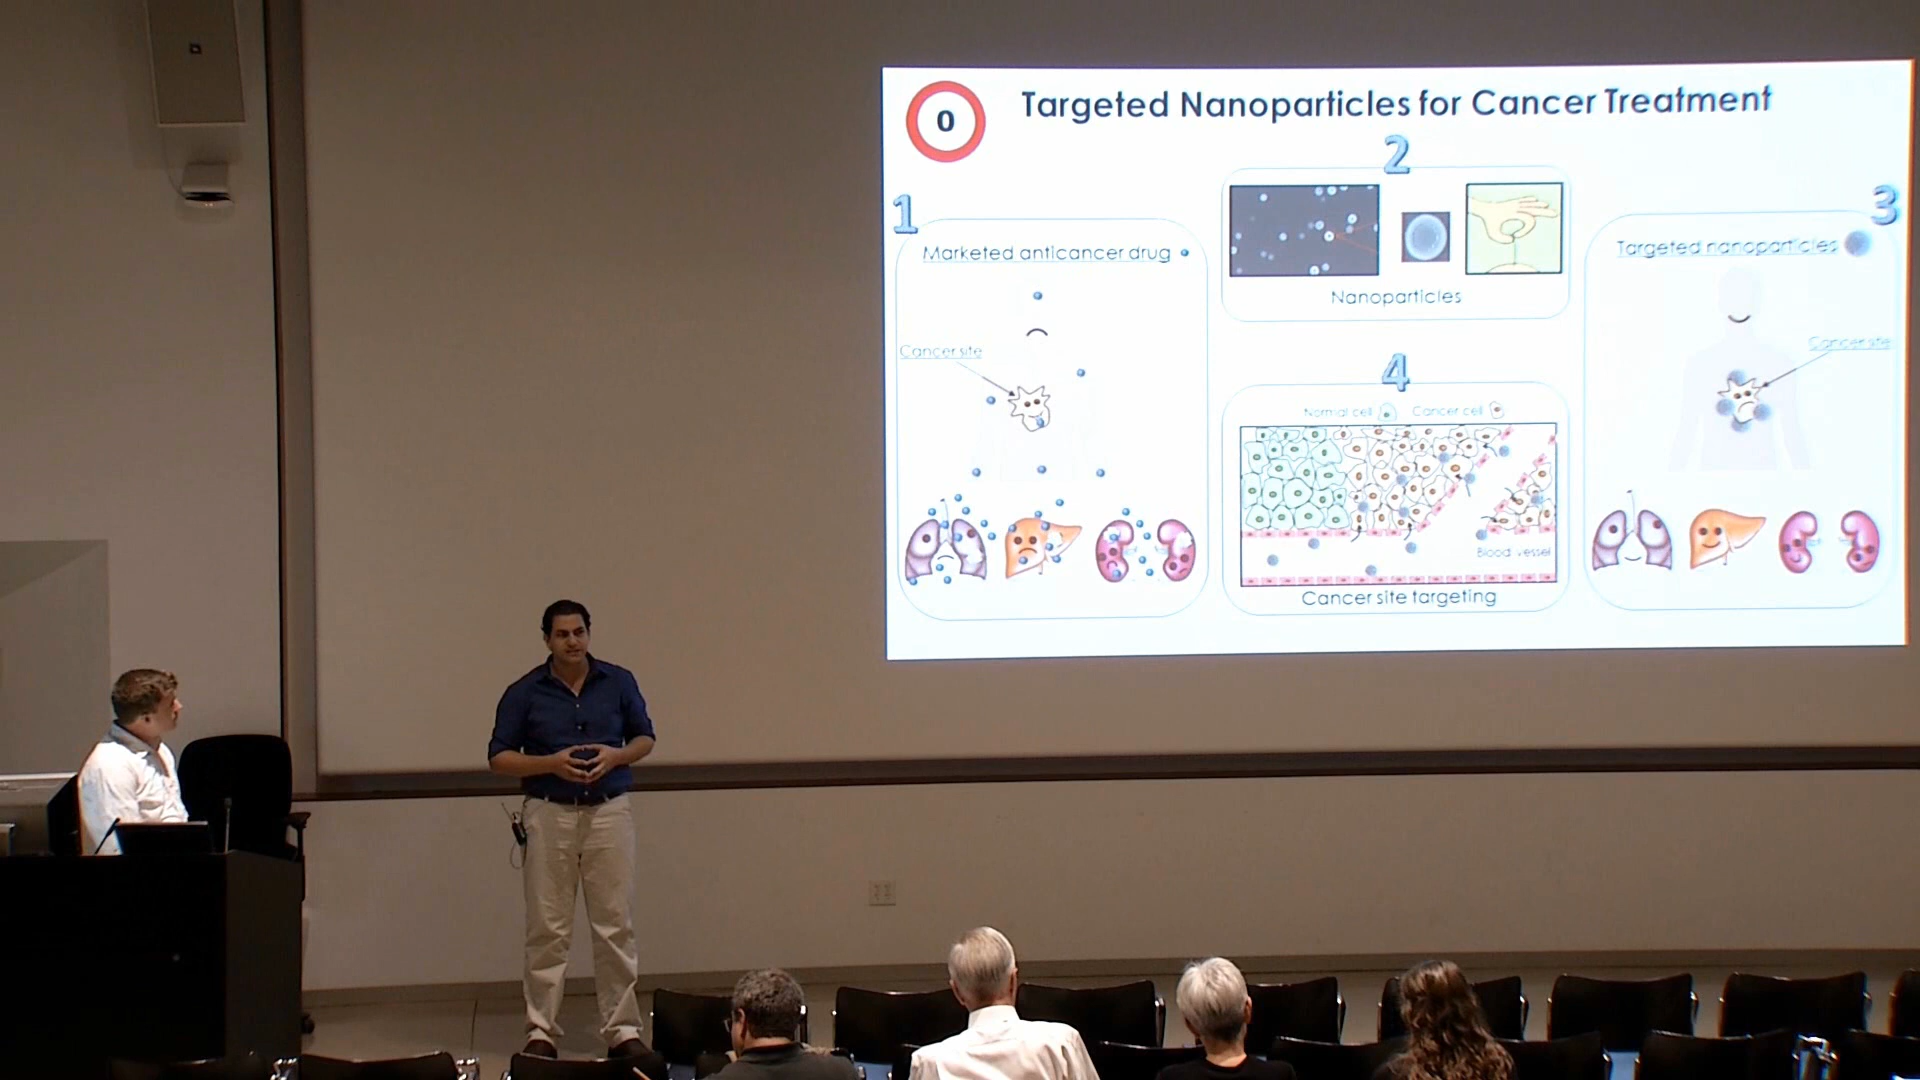 0
Targeted Nanoparticles for Cancer Treatment
1
Marketed anticancer drug
Cancer site
2
Nanoparticles
3
Targeted nanoparticles
Cancer site
4
Normal cell
Cancer cell
Blood vessel
Cancer site targeting